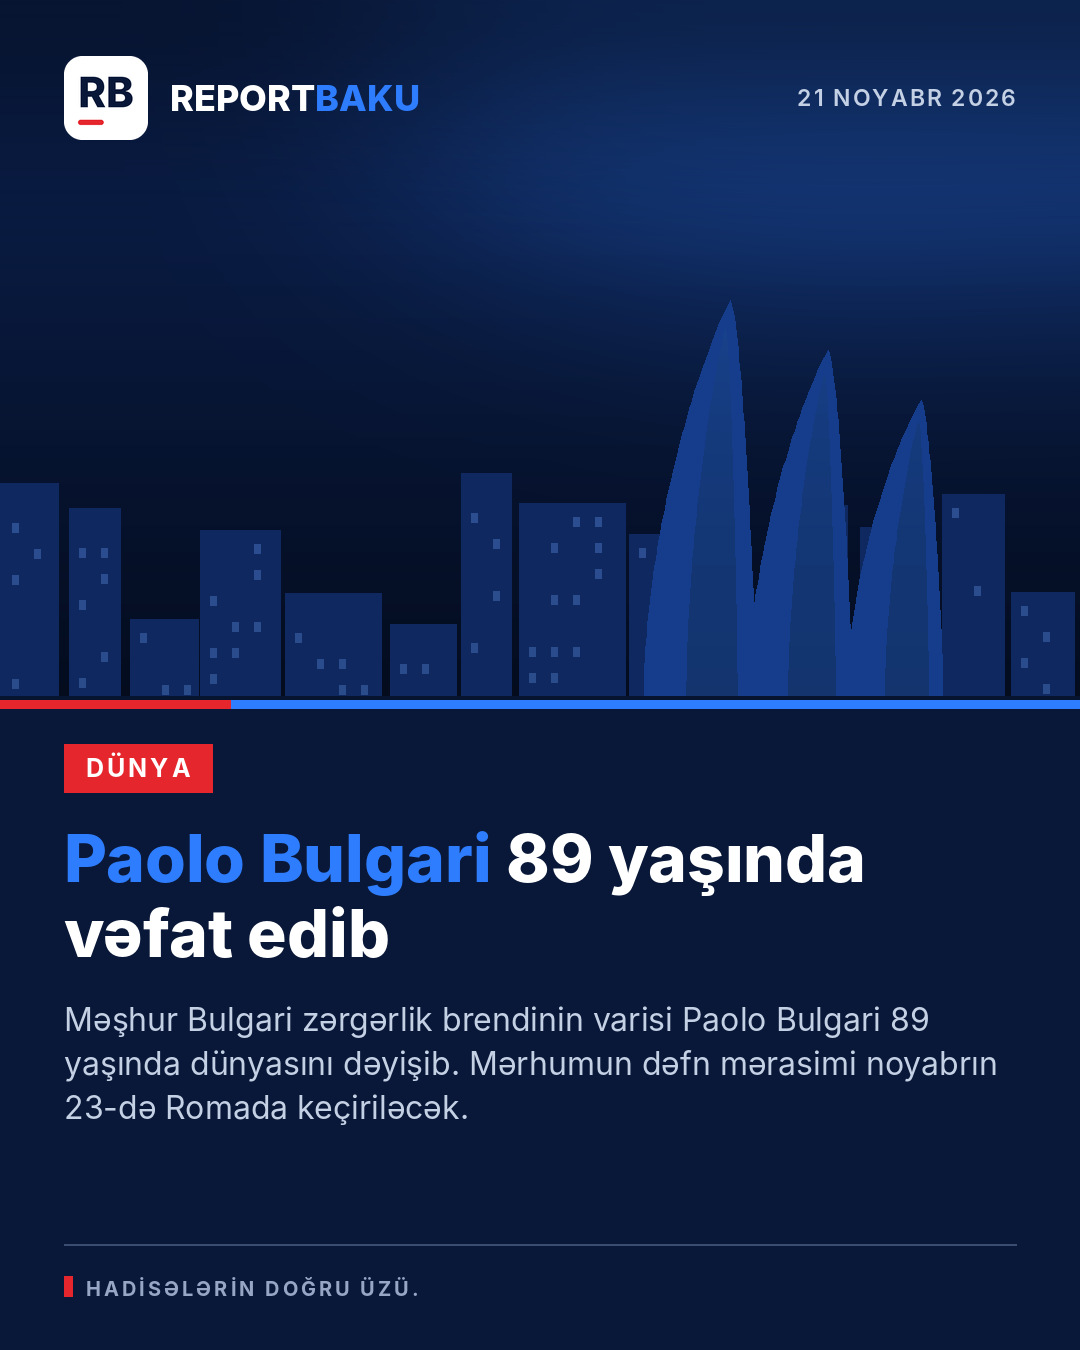 RB
REPORTBAKU
21 NOYABR 2026
DÜNYA
Paolo Bulgari 89 yaşında
vəfat edib
Məşhur Bulgari zərgərlik brendinin varisi Paolo Bulgari 89
yaşında dünyasını dəyişib. Mərhumun dəfn mərasimi noyabrın
23-də Romada keçiriləcək.
HADİSƏLƏRİN DOĞRU ÜZÜ.